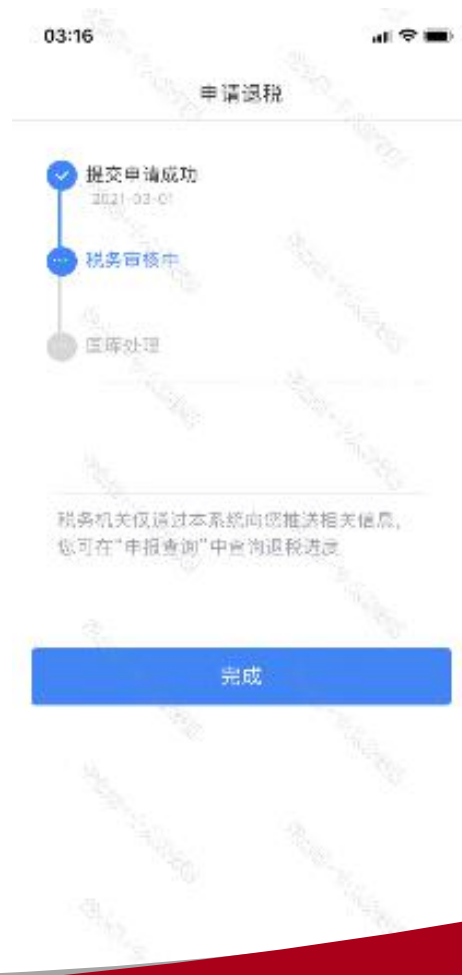 03:16
申请退税
提交申请成功
2021-03-01
税务审核中
国库处理
税务机关仅通过本系统向您推送相关信息,
您可在“申报查询”中查询退税进度
完成